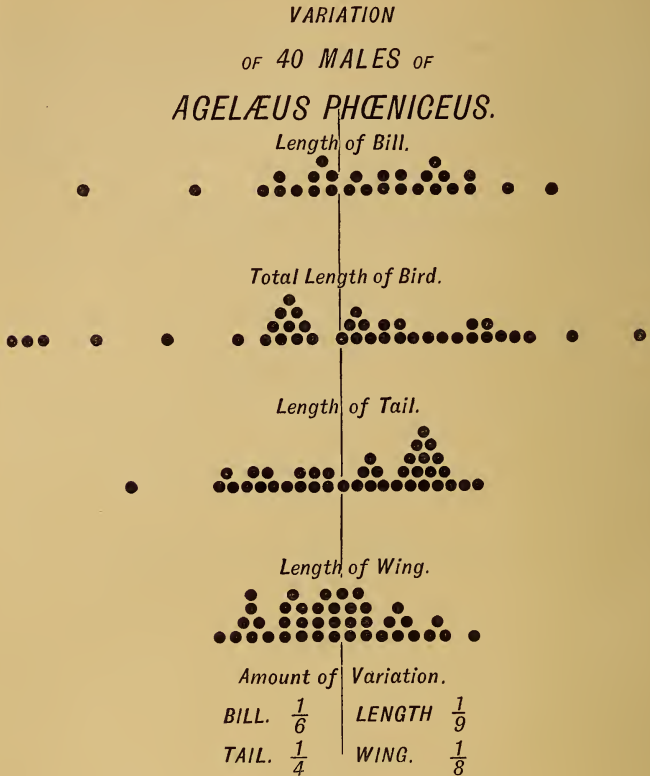 VARIATION
OF 40 MALES OF
AGELÆUS PHŒNICEUS.
Length of Bill.
Total Length of Bird.
Length of Tail.
Length of Wing.
Amount of Variation.
BILL. 1/6 LENGTH 1/9
TAIL. 1/4 WING. 1/8